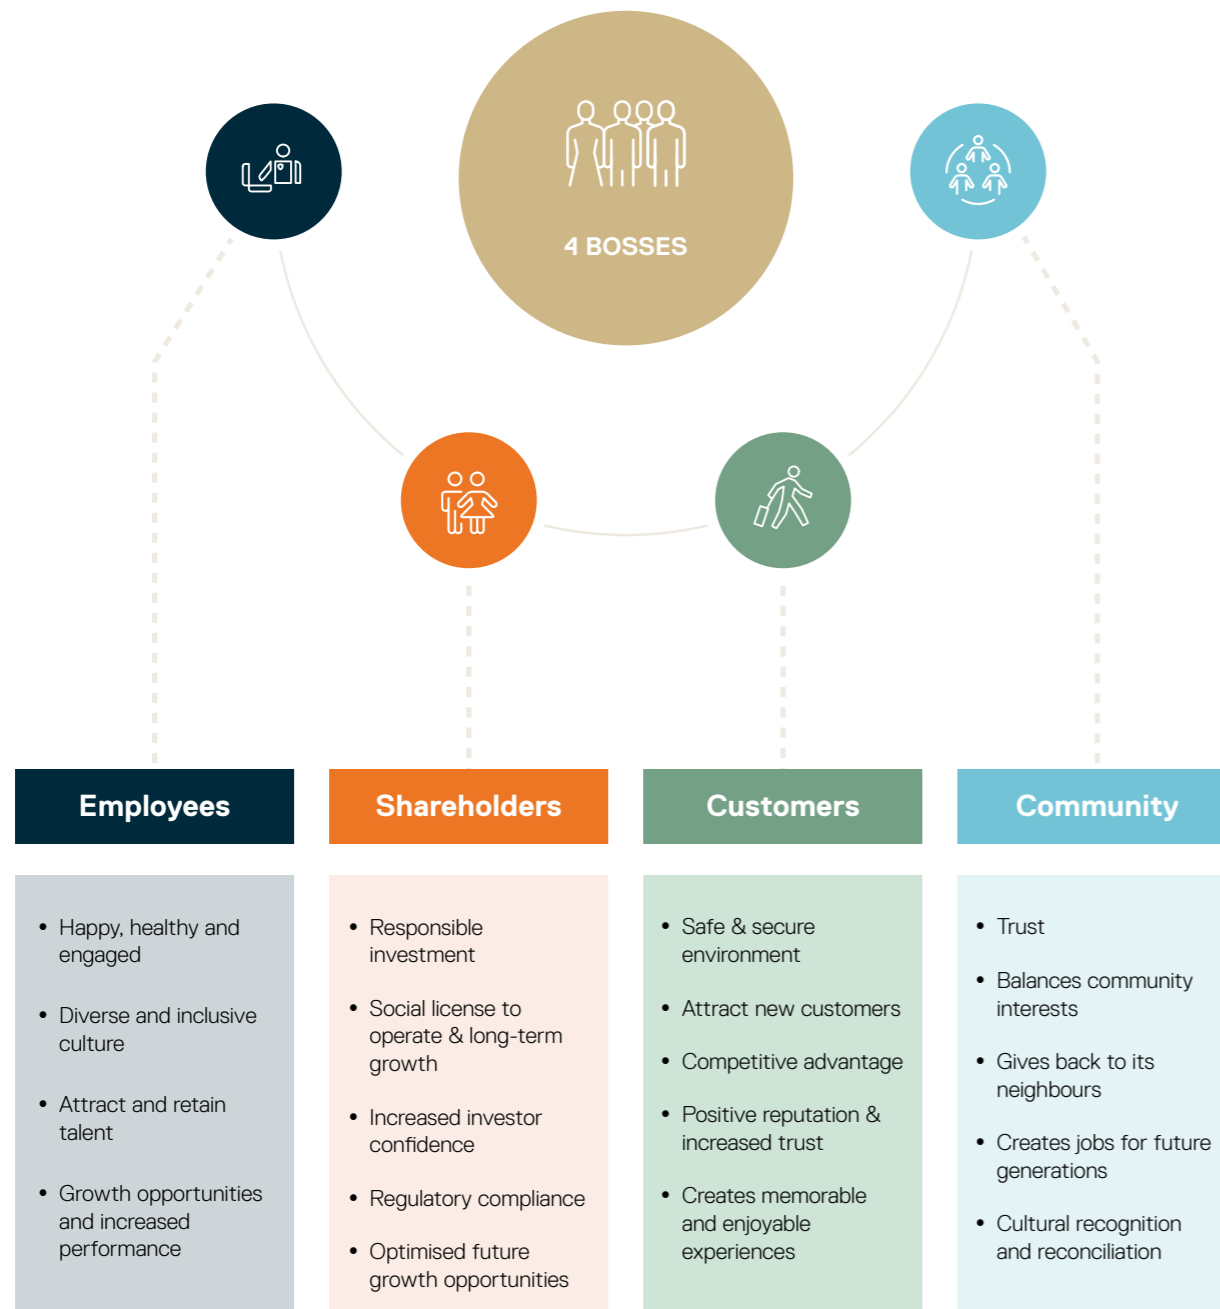 4 BOSSES
Employees
• Happy, healthy and
engaged
• Diverse and inclusive
culture
• Attract and retain
talent
• Growth opportunities
and increased
performance
Shareholders
• Responsible
investment
• Social license to
operate & long-term
growth
• Increased investor
confidence
• Regulatory compliance
• Optimised future
growth opportunities
Customers
• Safe & secure
environment
• Attract new customers
• Competitive advantage
• Positive reputation &
increased trust
• Creates memorable
and enjoyable
experiences
Community
• Trust
• Balances community
interests
• Gives back to its
neighbours
• Creates jobs for future
generations
• Cultural recognition
and reconciliation